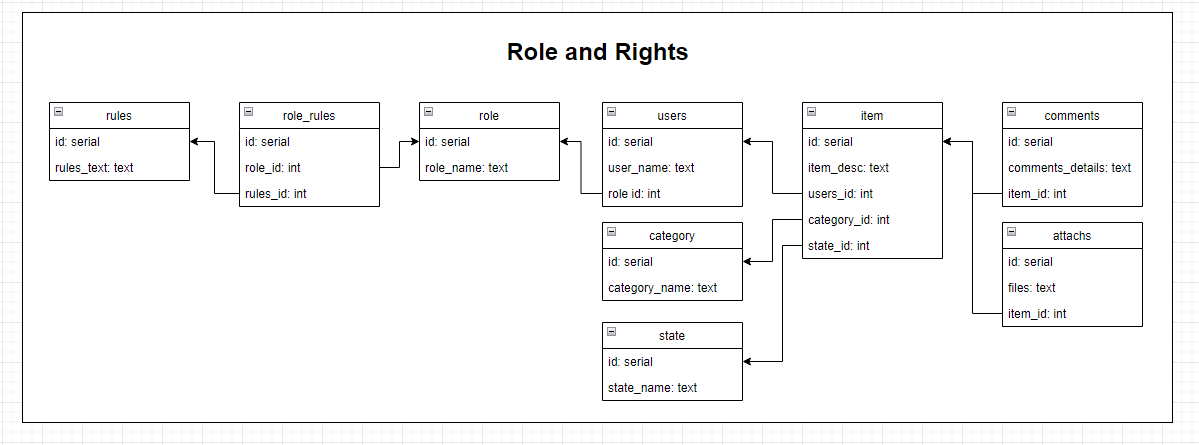 Role and Rights
rules
id: serial
rules_text: text
role_rules
id: serial
role_id: int
rules_id: int
role
id: serial
role_name: text
users
id: serial
user_name: text
role id: int
category
id: serial
category_name: text
state
id: serial
state_name: text
item
id: serial
item_desc: text
users_id: int
category_id: int
state_id: int
comments
id: serial
comments_details: text
item_id: int
attachs
id: serial
files: text
item_id: int